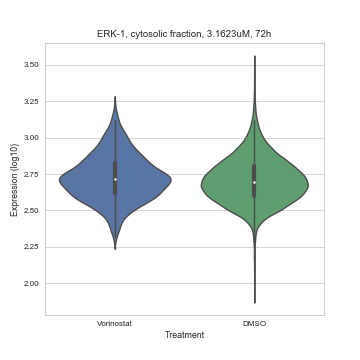 ERK-1, cytosolic fraction, 3.1623uM, 72h
3.50
3.25
3.00
2.75
2.50
2.25
2.00
Expression (log10)
Vorinostat DMSO
Treatment